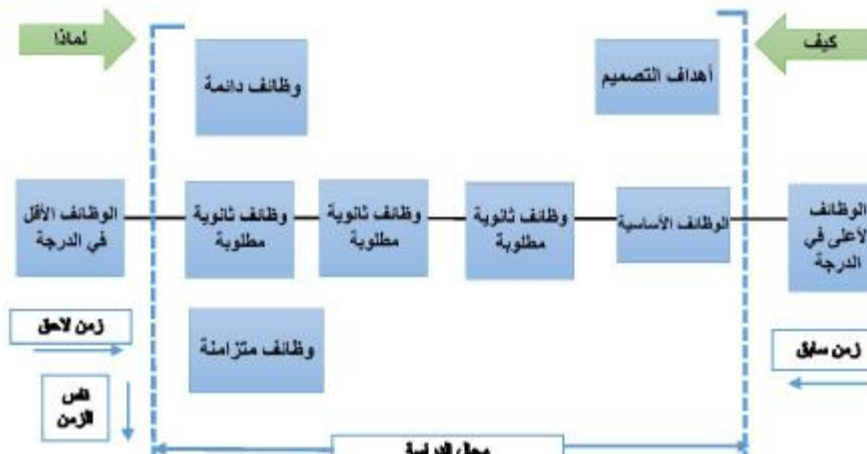 كيف
لماذا
أهداف التصميم
وظائف دائمة
الوظائف
الأعلى في
الدرجة
الوظائف الأساسية
وظائف ثانوية
مطلوبة
وظائف ثانوية
مطلوبة
وظائف ثانوية
مطلوبة
الوظائف الأقل
في الدرجة
زمن سابق
وظائف متزامنة
زمن لاحق
نفس
الزمن
مجال الدراسة